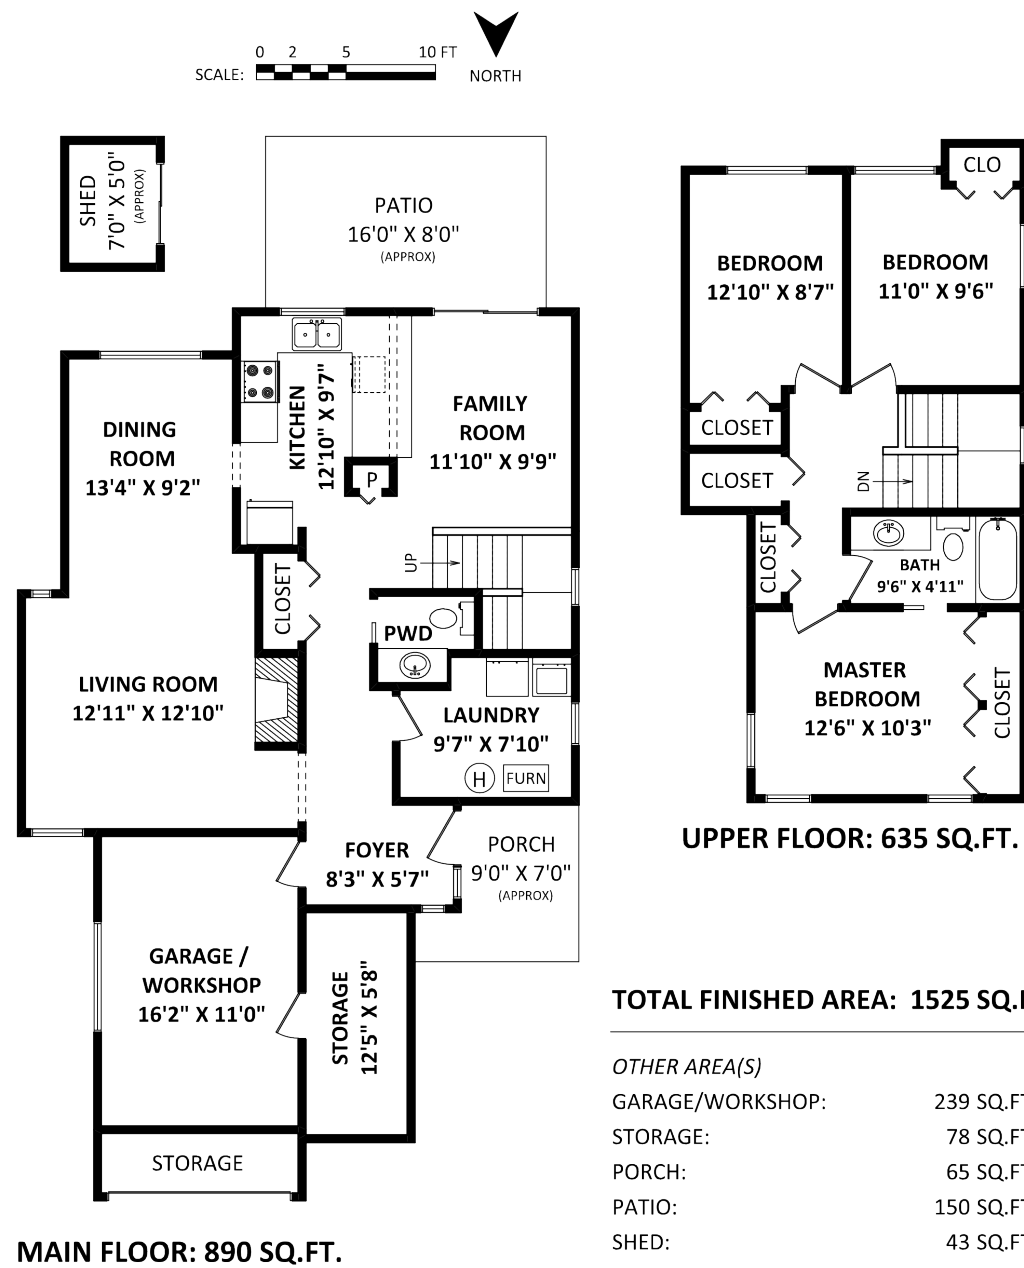 0 2 5 10 FT
SCALE:
NORTH
SHED
7'0" X 5'0"
(APPROX)
PATIO
16'0" X 8'0"
(APPROX)
KITCHEN
12'10" X 9'7"
FAMILY
ROOM
11'10" X 9'9"
DINING
ROOM
13'4" X 9'2"
P
UP
CLOSET
PWD
LIVING ROOM
12'11" X 12'10"
LAUNDRY
9'7" X 7'10"
H
FURN
FOYER
8'3" X 5'7"
PORCH
9'0" X 7'0"
(APPROX)
GARAGE /
WORKSHOP
16'2" X 11'0"
STORAGE
12'5" X 5'8"
STORAGE
MAIN FLOOR: 890 SQ.FT.
CLO
BEDROOM
12'10" X 8'7"
BEDROOM
11'0" X 9'6"
CLOSET
CLOSET
DN
CLOSET
BATH
9'6" X 4'11"
MASTER
BEDROOM
12'6" X 10'3"
CLOSET
UPPER FLOOR: 635 SQ.FT.
TOTAL FINISHED AREA: 1525 SQ.
OTHER AREA(S)
GARAGE/WORKSHOP: 239 SQ.FT
STORAGE: 78 SQ.FT
PORCH: 65 SQ.FT
PATIO: 150 SQ.FT
SHED: 43 SQ.FT